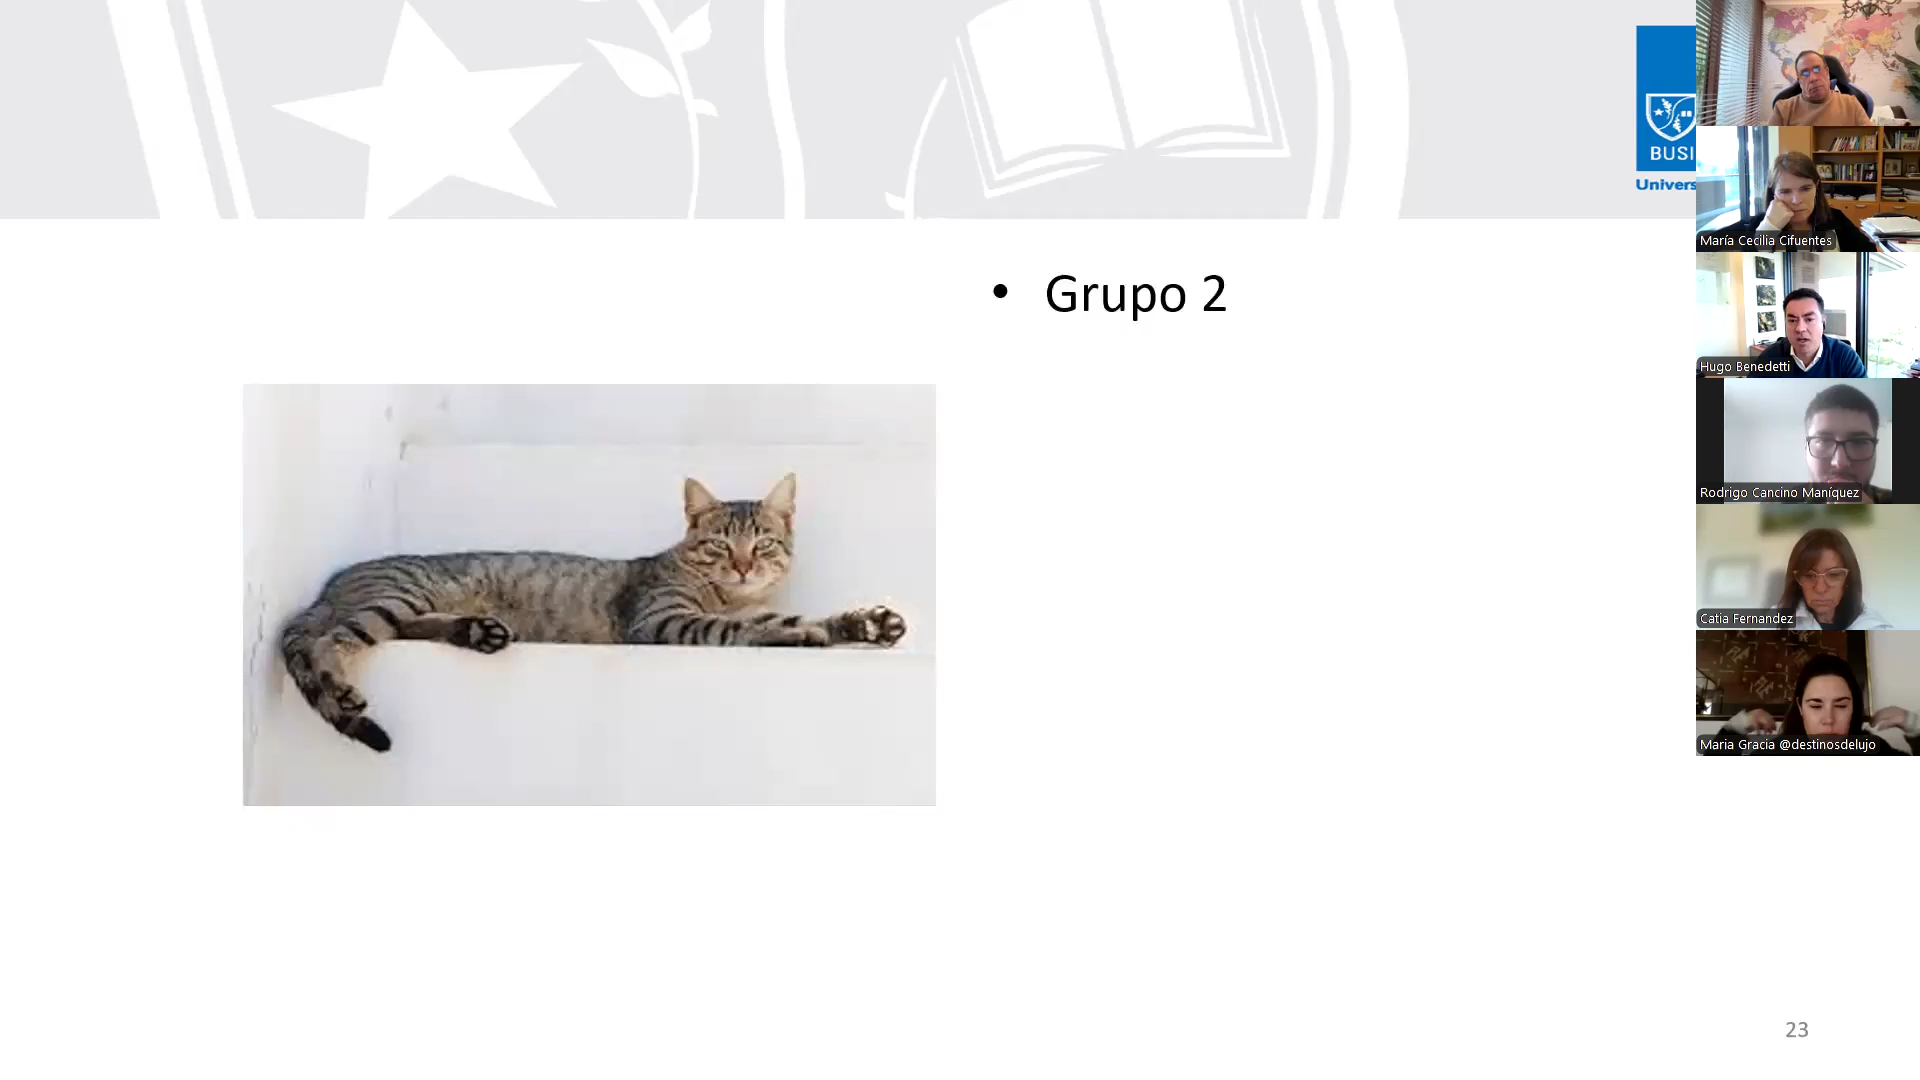 BUSI
Univers
María Cecilia Cifuentes
• Grupo 2
Hugo Benedetti
Rodrigo Cancino Maníquez
Catia Fernandez
Maria Gracia @destinosdelujo
23